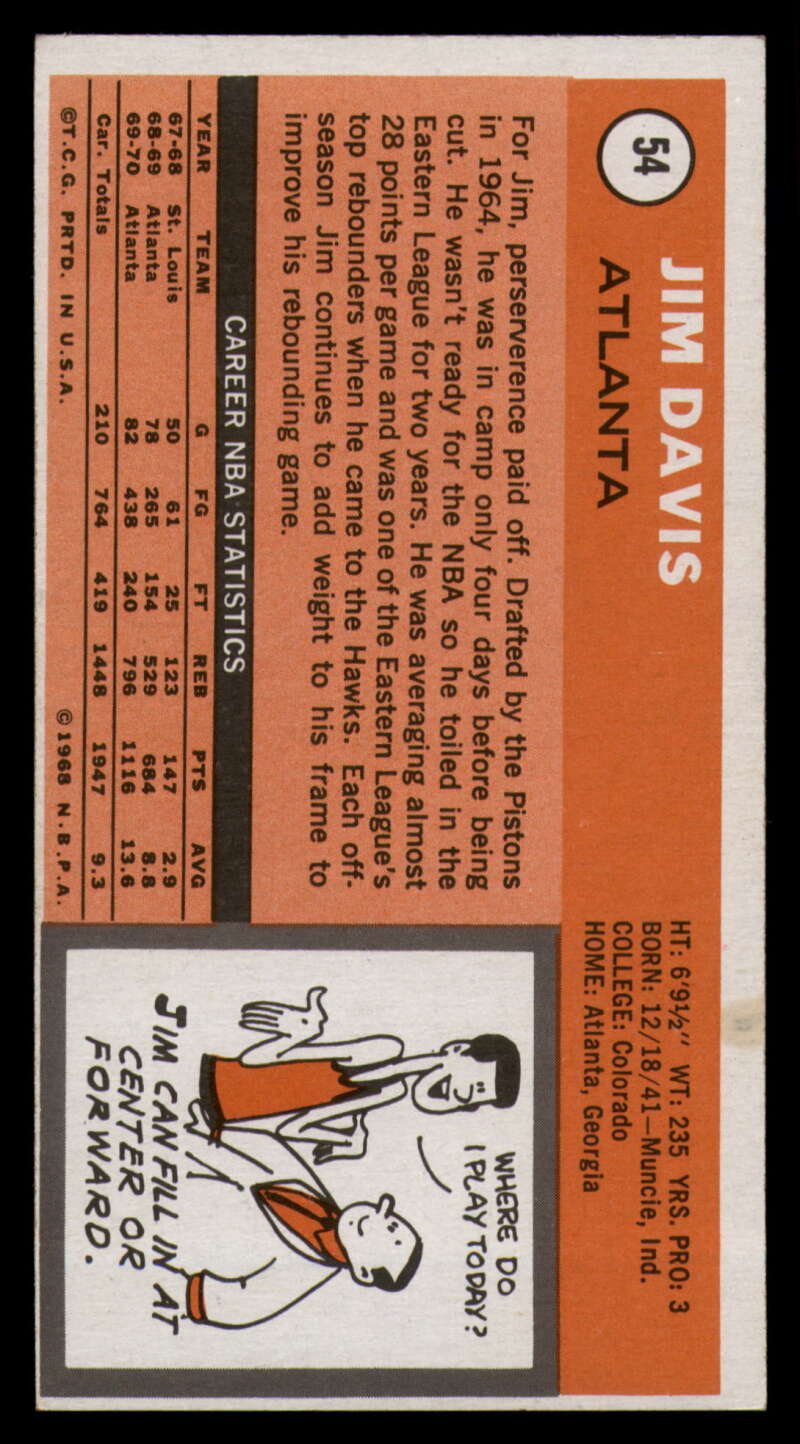 54
JIM DAVIS
ATLANTA
HT: 6'9½" WT: 235 YRS. PRO: 3
BORN: 12/18/41—Muncie, Ind.
COLLEGE: Colorado
HOME: Atlanta, Georgia
For Jim, perserverence paid off. Drafted by the Pistons
in 1964, he was in camp only four days before being
cut. He wasn't ready for the NBA so he toiled in the
Eastern League for two years. He was averaging almost
28 points per game and was one of the Eastern League's
top rebounders when he came to the Hawks. Each off-
season Jim continues to add weight to his frame to
improve his rebounding game.
CAREER NBA STATISTICS
YEAR TEAM G FG FT REB PTS AVG
67-68 St. Louis 50 61 25 123 147 2.9
68-69 Atlanta 78 265 154 529 684 8.8
69-70 Atlanta 82 438 240 796 1116 13.6
Car. Totals 210 764 419 1448 1947 9.3
©T.C.G. PRTD. IN U.S.A. ©1968 N.B.P.A.
WHERE DO
I PLAY TODAY?
JIM CAN FILL IN AT
CENTER OR
FORWARD.